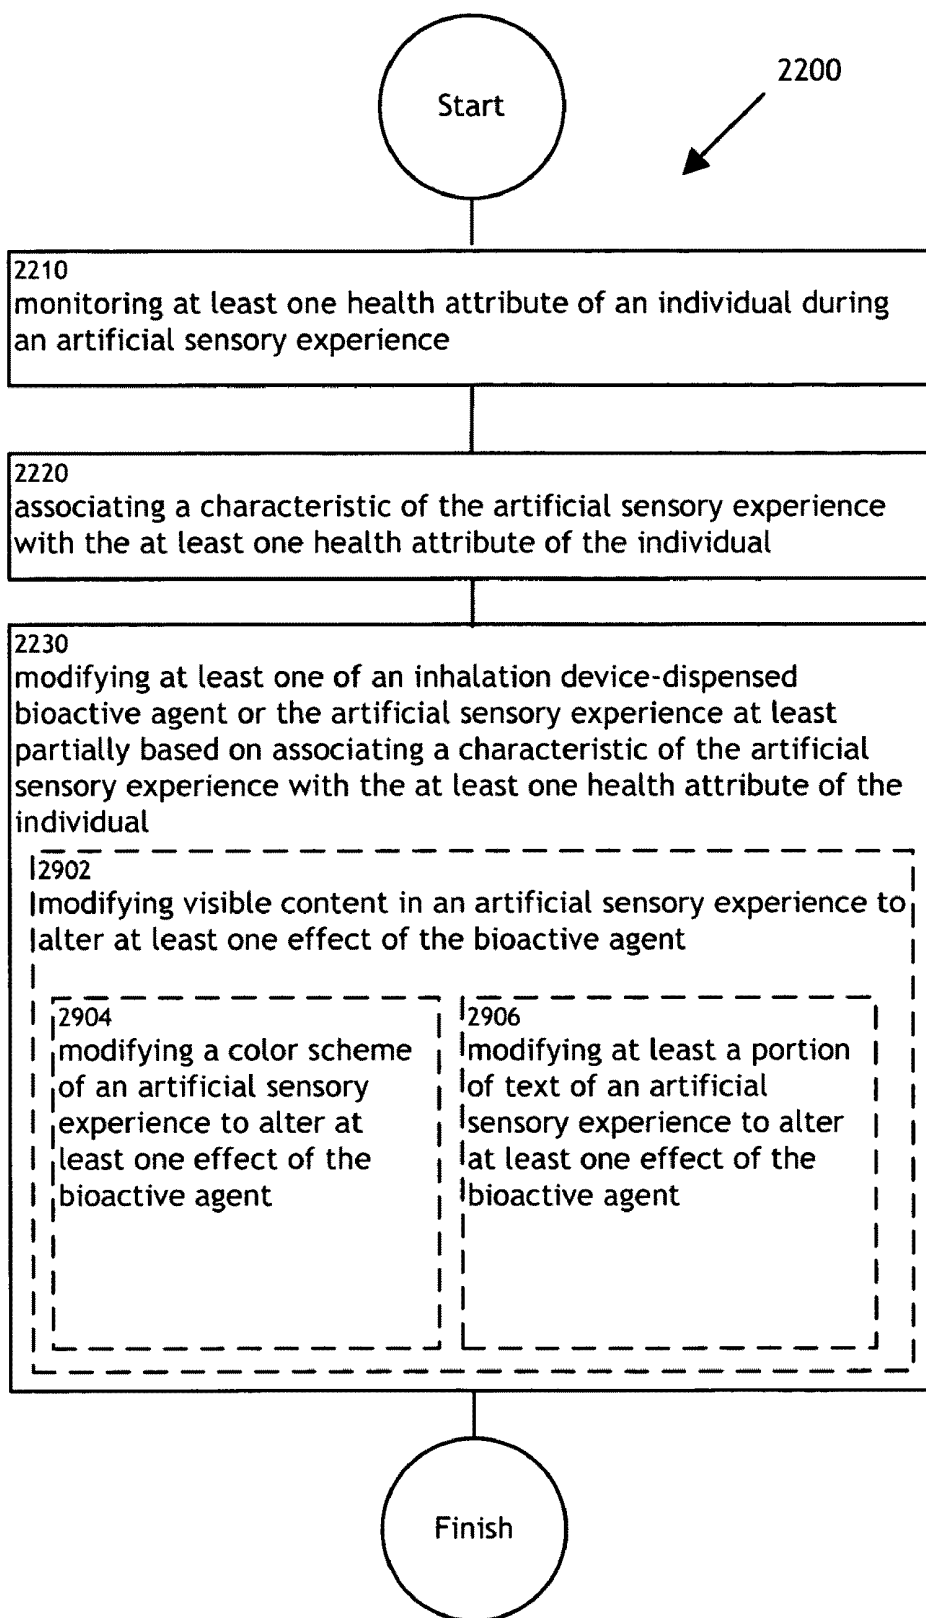 Start
2200
2210
monitoring at least one health attribute of an individual during
an artificial sensory experience
2220
associating a characteristic of the artificial sensory experience
with the at least one health attribute of the individual
2230
modifying at least one of an inhalation device-dispensed
bioactive agent or the artificial sensory experience at least
partially based on associating a characteristic of the artificial
sensory experience with the at least one health attribute of the
individual
2902
modifying visible content in an artificial sensory experience to
alter at least one effect of the bioactive agent
2904
modifying a color scheme
of an artificial sensory
experience to alter at
least one effect of the
bioactive agent
2906
modifying at least a portion
of text of an artificial
sensory experience to alter
at least one effect of the
bioactive agent
Finish